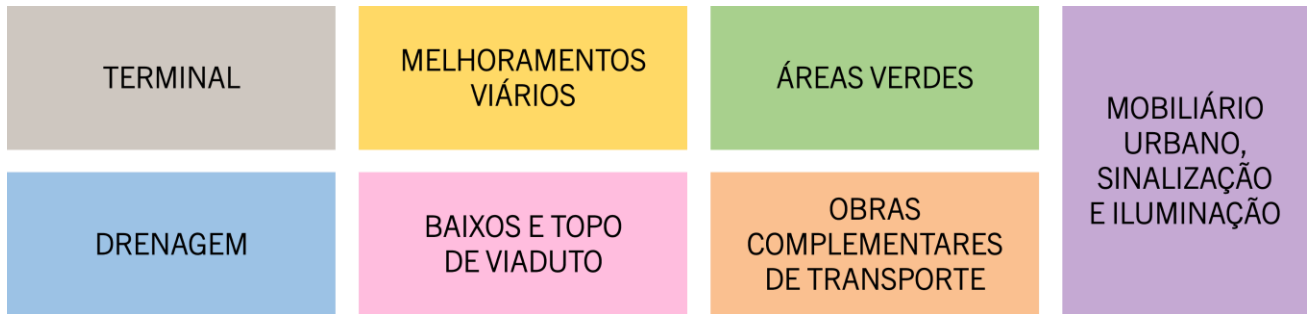 TERMINAL
MELHORAMENTOS
VIÁRIOS
ÁREAS VERDES
MOBILIÁRIO
URBANO,
SINALIZAÇÃO
E ILUMINAÇÃO
DRENAGEM
BAIXOS E TOPO
DE VIADUTO
OBRAS
COMPLEMENTARES
DE TRANSPORTE